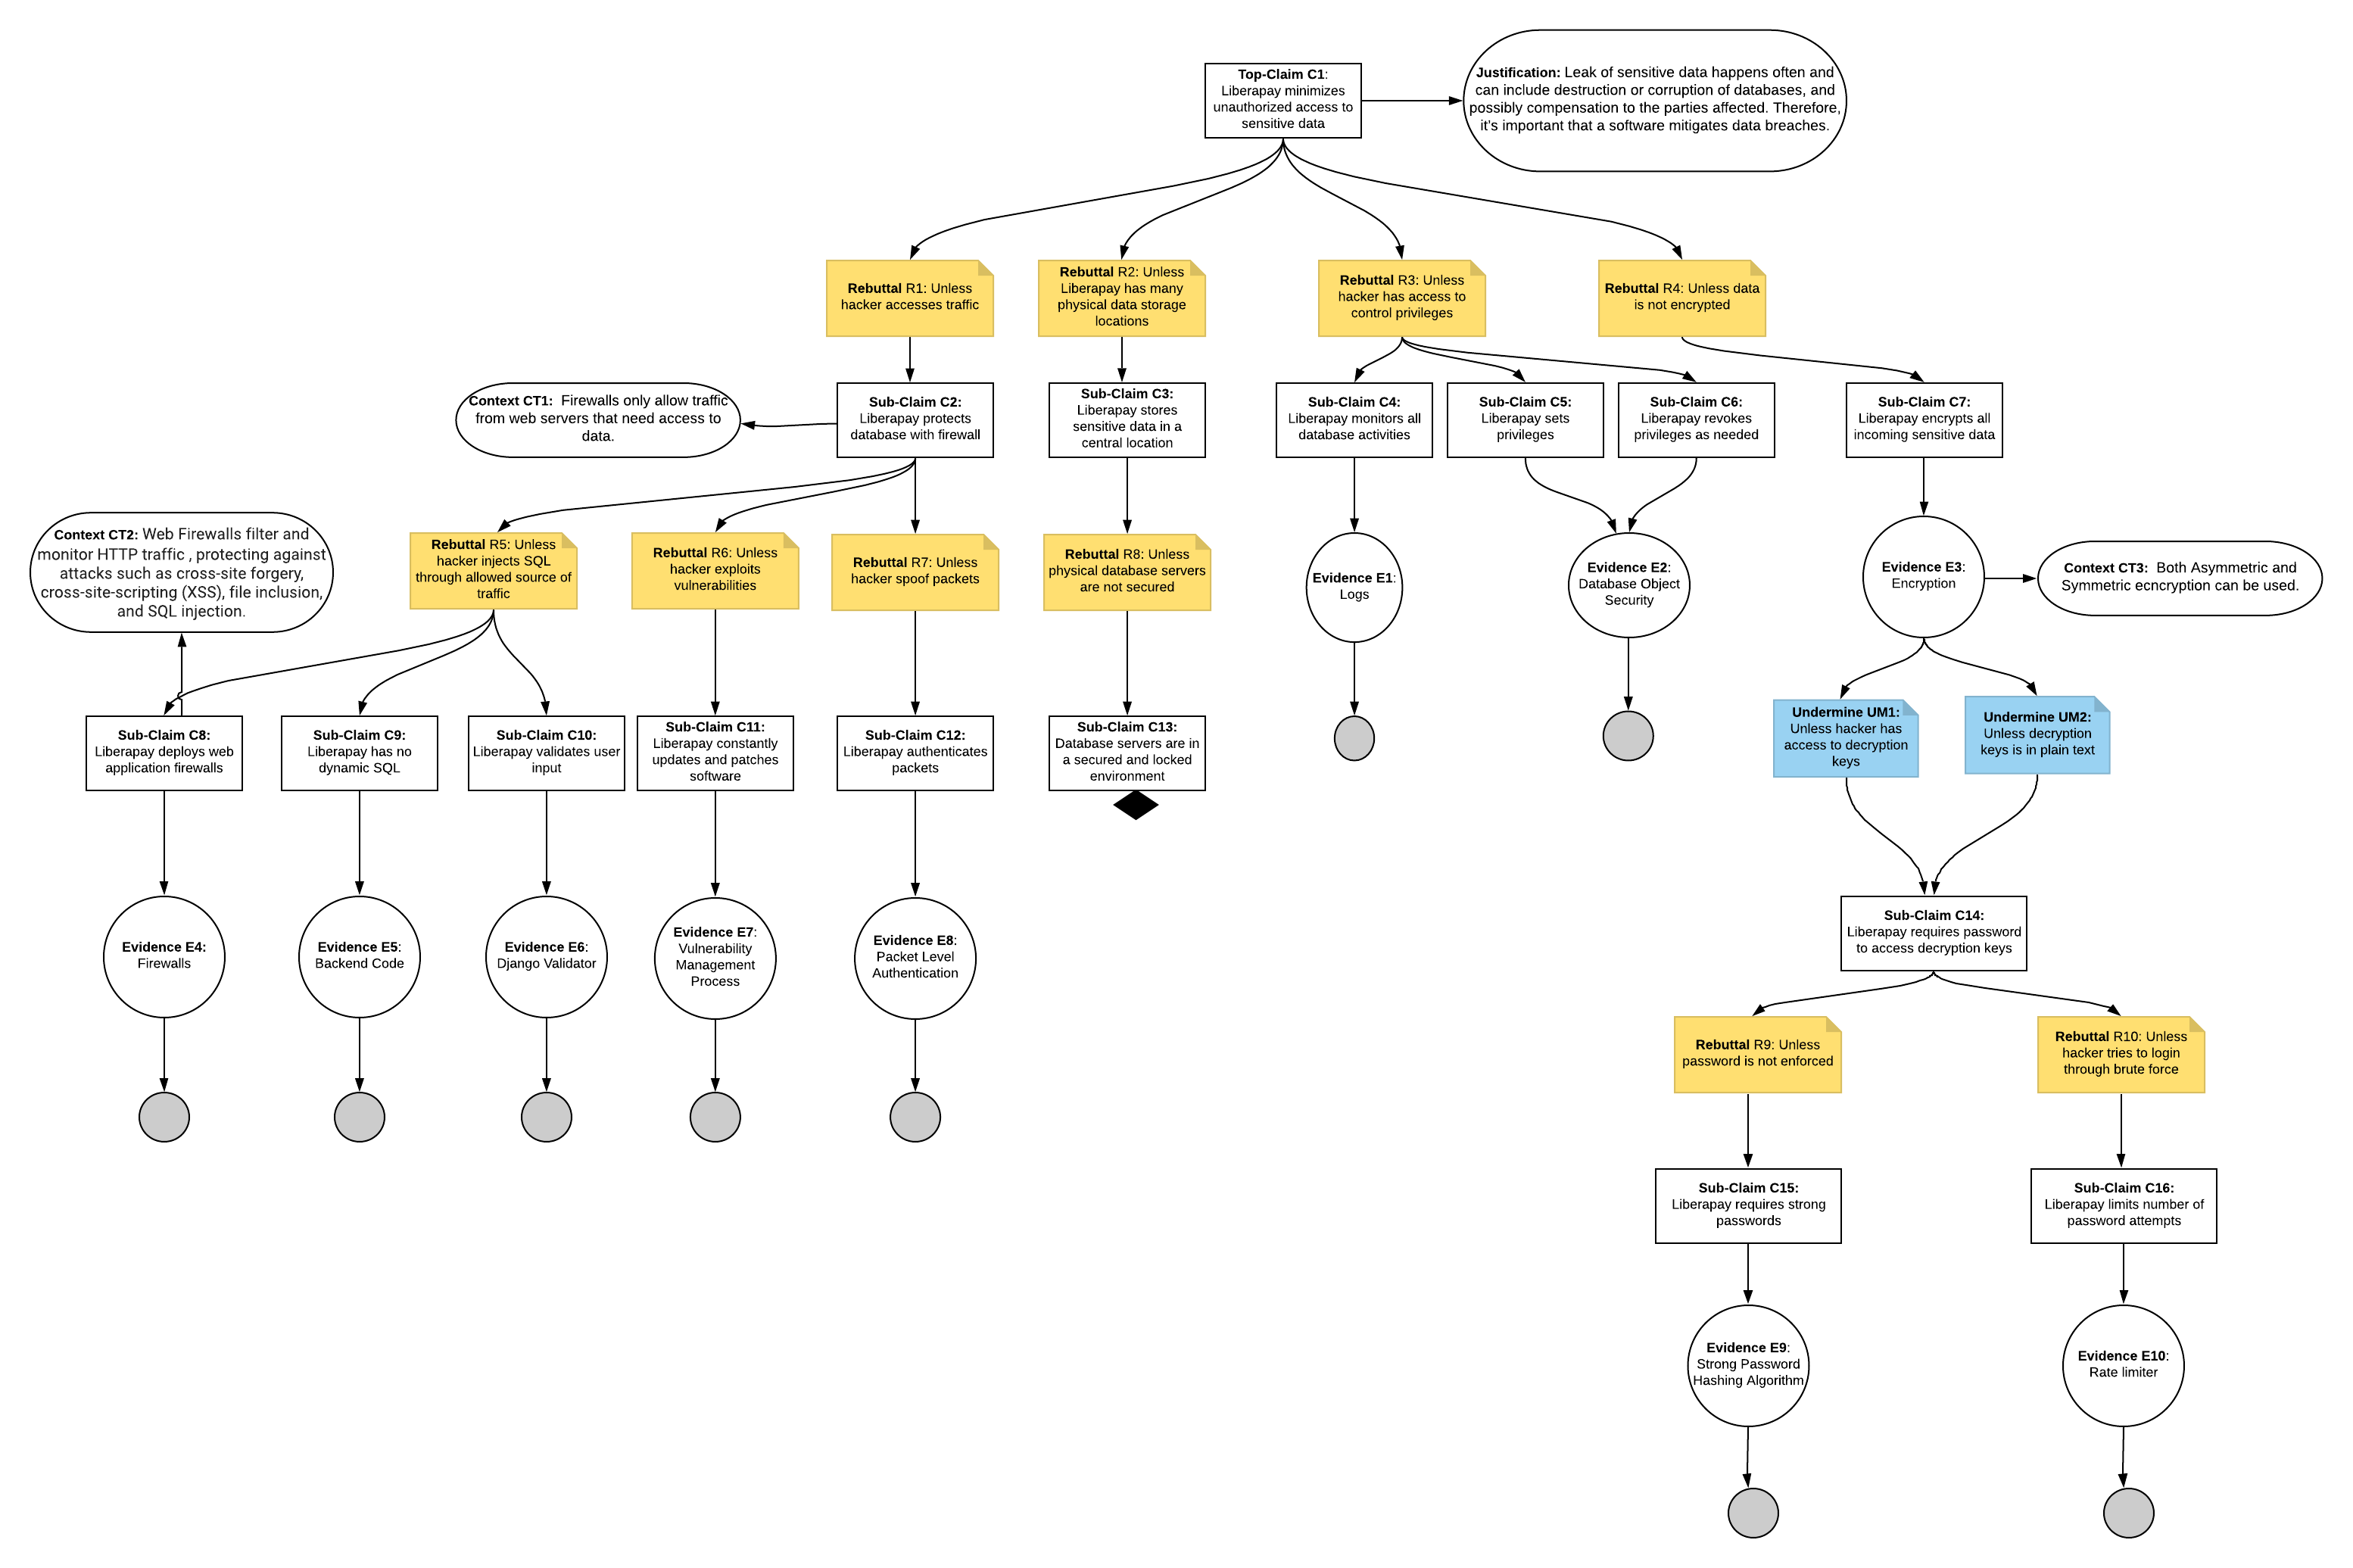 Top-Claim C1:
Liberapay minimizes
unauthorized access to
sensitive data
Justification: Leak of sensitive data happens often and
can include destruction or corruption of databases, and
possibly compensation to the parties affected. Therefore,
it's important that a software mitigates data breaches.
Rebuttal R1: Unless
hacker accesses traffic
Rebuttal R2: Unless
Liberapay has many
physical data storage
locations
Rebuttal R3: Unless
hacker has access to
control privileges
Rebuttal R4: Unless data
is not encrypted
Context CT1:  Firewalls only allow traffic
from web servers that need access to
data.
Sub-Claim C2:
Liberapay protects
database with firewall
Sub-Claim C3:
Liberapay stores
sensitive data in a
central location
Sub-Claim C4:
Liberapay monitors all
database activities
Sub-Claim C5:
Liberapay sets
privileges
Sub-Claim C6:
Liberapay revokes
privileges as needed
Sub-Claim C7:
Liberapay encrypts all
incoming sensitive data
Context CT2: Web Firewalls filter and
monitor HTTP traffic , protecting against
attacks such as cross-site forgery,
cross-site-scripting (XSS), file inclusion,
and SQL injection.
Rebuttal R5: Unless
hacker injects SQL
through allowed source of
traffic
Rebuttal R6: Unless
hacker exploits
vulnerabilities
Rebuttal R7: Unless
hacker spoof packets
Rebuttal R8: Unless
physical database servers
are not secured
Evidence E1:
Logs
Evidence E2:
Database Object
Security
Evidence E3:
Encryption
Context CT3:  Both Asymmetric and
Symmetric ecncryption can be used.
Sub-Claim C8:
Liberapay deploys web
application firewalls
Sub-Claim C9:
Liberapay has no
dynamic SQL
Sub-Claim C10:
Liberapay validates user
input
Sub-Claim C11:
Liberapay constantly
updates and patches
software
Sub-Claim C12:
Liberapay authenticates
packets
Sub-Claim C13:
Database servers are in
a secured and locked
environment
Undermine UM1:
Unless hacker has
access to decryption
keys
Undermine UM2:
Unless decryption
keys is in plain text
Evidence E4:
Firewalls
Evidence E5:
Backend Code
Evidence E6:
Django Validator
Evidence E7:
Vulnerability
Management
Process
Evidence E8:
Packet Level
Authentication
Sub-Claim C14:
Liberapay requires password
to access decryption keys
Rebuttal R9: Unless
password is not enforced
Rebuttal R10: Unless
hacker tries to login
through brute force
Sub-Claim C15:
Liberapay requires strong
passwords
Sub-Claim C16:
Liberapay limits number of
password attempts
Evidence E9:
Strong Password
Hashing Algorithm
Evidence E10:
Rate limiter